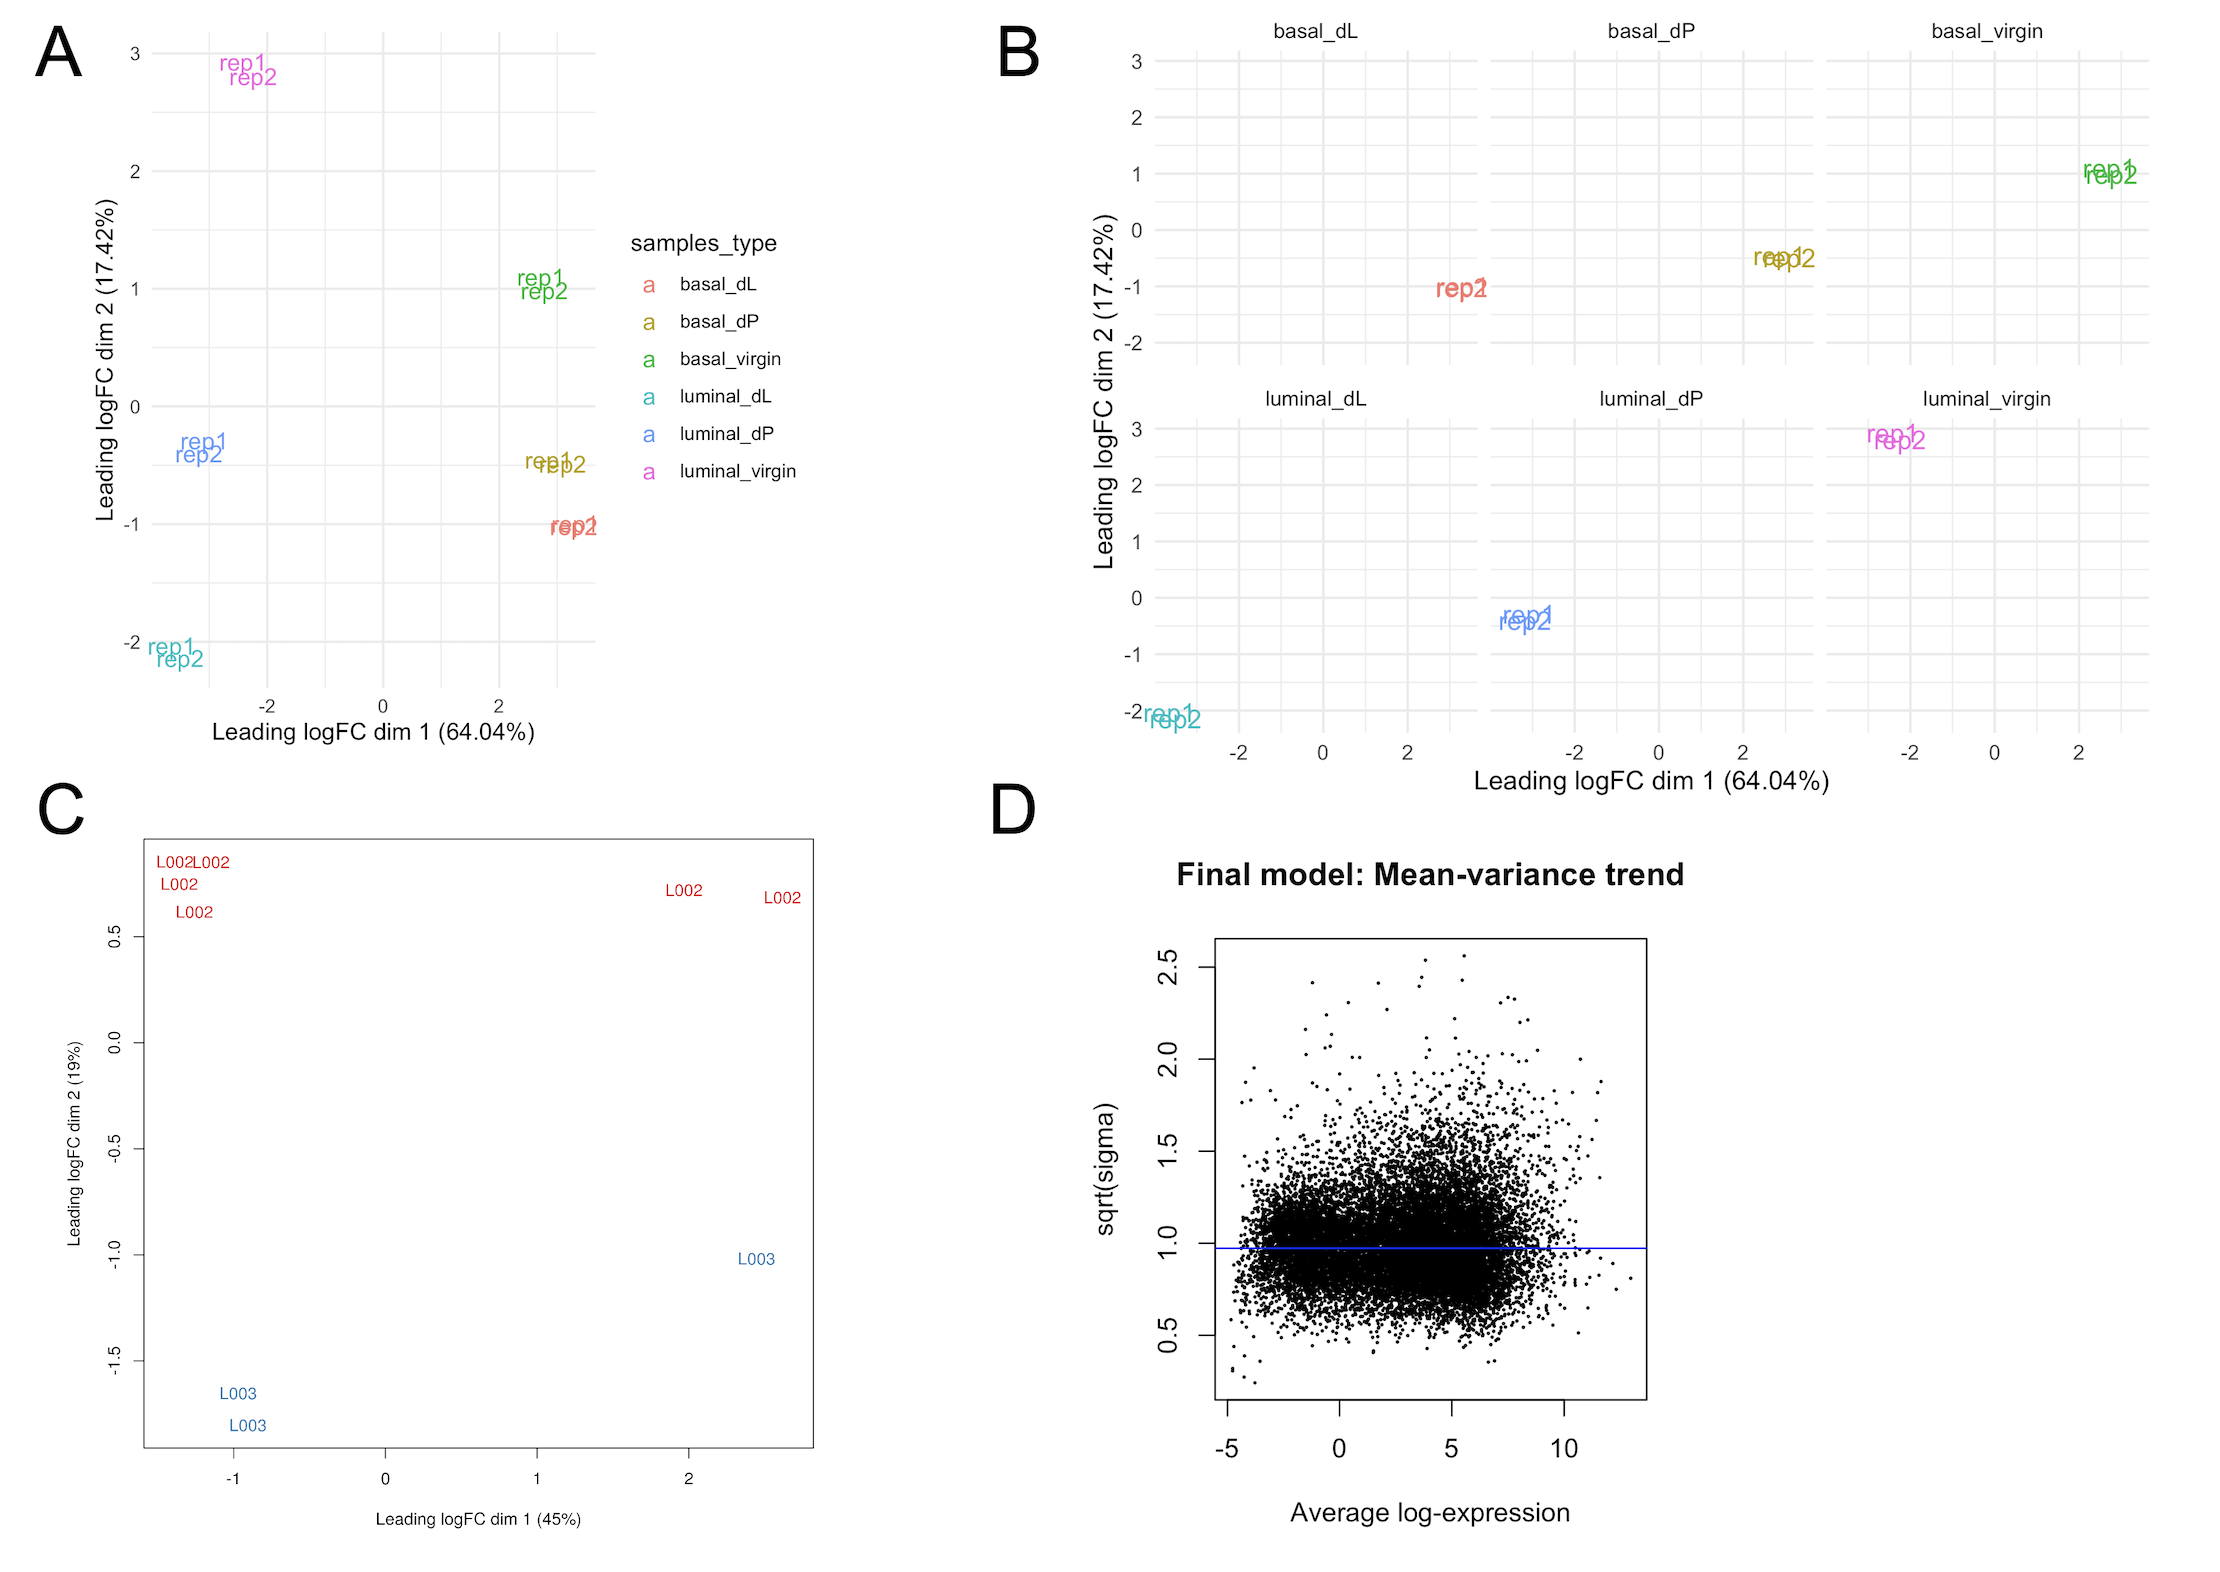 A
3
2
1
0
-1
-2
-2
0
2
Leading logFC dim 2 (17.42%)
Leading logFC dim 1 (64.04%)
rep1
rep2
rep1
rep2
rep1
rep2
rep1
rep2
rep1
rep2
rep1
rep2
samples_type
a basal_dL
a basal_dP
a basal_virgin
a luminal_dL
a luminal_dP
a luminal_virgin
B
basal_dL
basal_dP
basal_virgin
3
2
1
0
-1
-2
rep1
rep2
rep1
rep2
rep1
rep2
luminal_dL
luminal_dP
luminal_virgin
3
2
1
0
-1
-2
rep1
rep2
rep1
rep2
rep1
rep2
-2
0
2
-2
0
2
-2
0
2
Leading logFC dim 2 (17.42%)
Leading logFC dim 1 (64.04%)
C
L002
L002
L002
L002
L002
L002
L003
L003
L003
0.5
0.0
-0.5
-1.0
-1.5
-1
0
1
2
Leading logFC dim 2 (19%)
Leading logFC dim 1 (45%)
D
Final model: Mean-variance trend
2.5
2.0
1.5
1.0
0.5
sqrt(sigma)
-5
0
5
10
Average log-expression